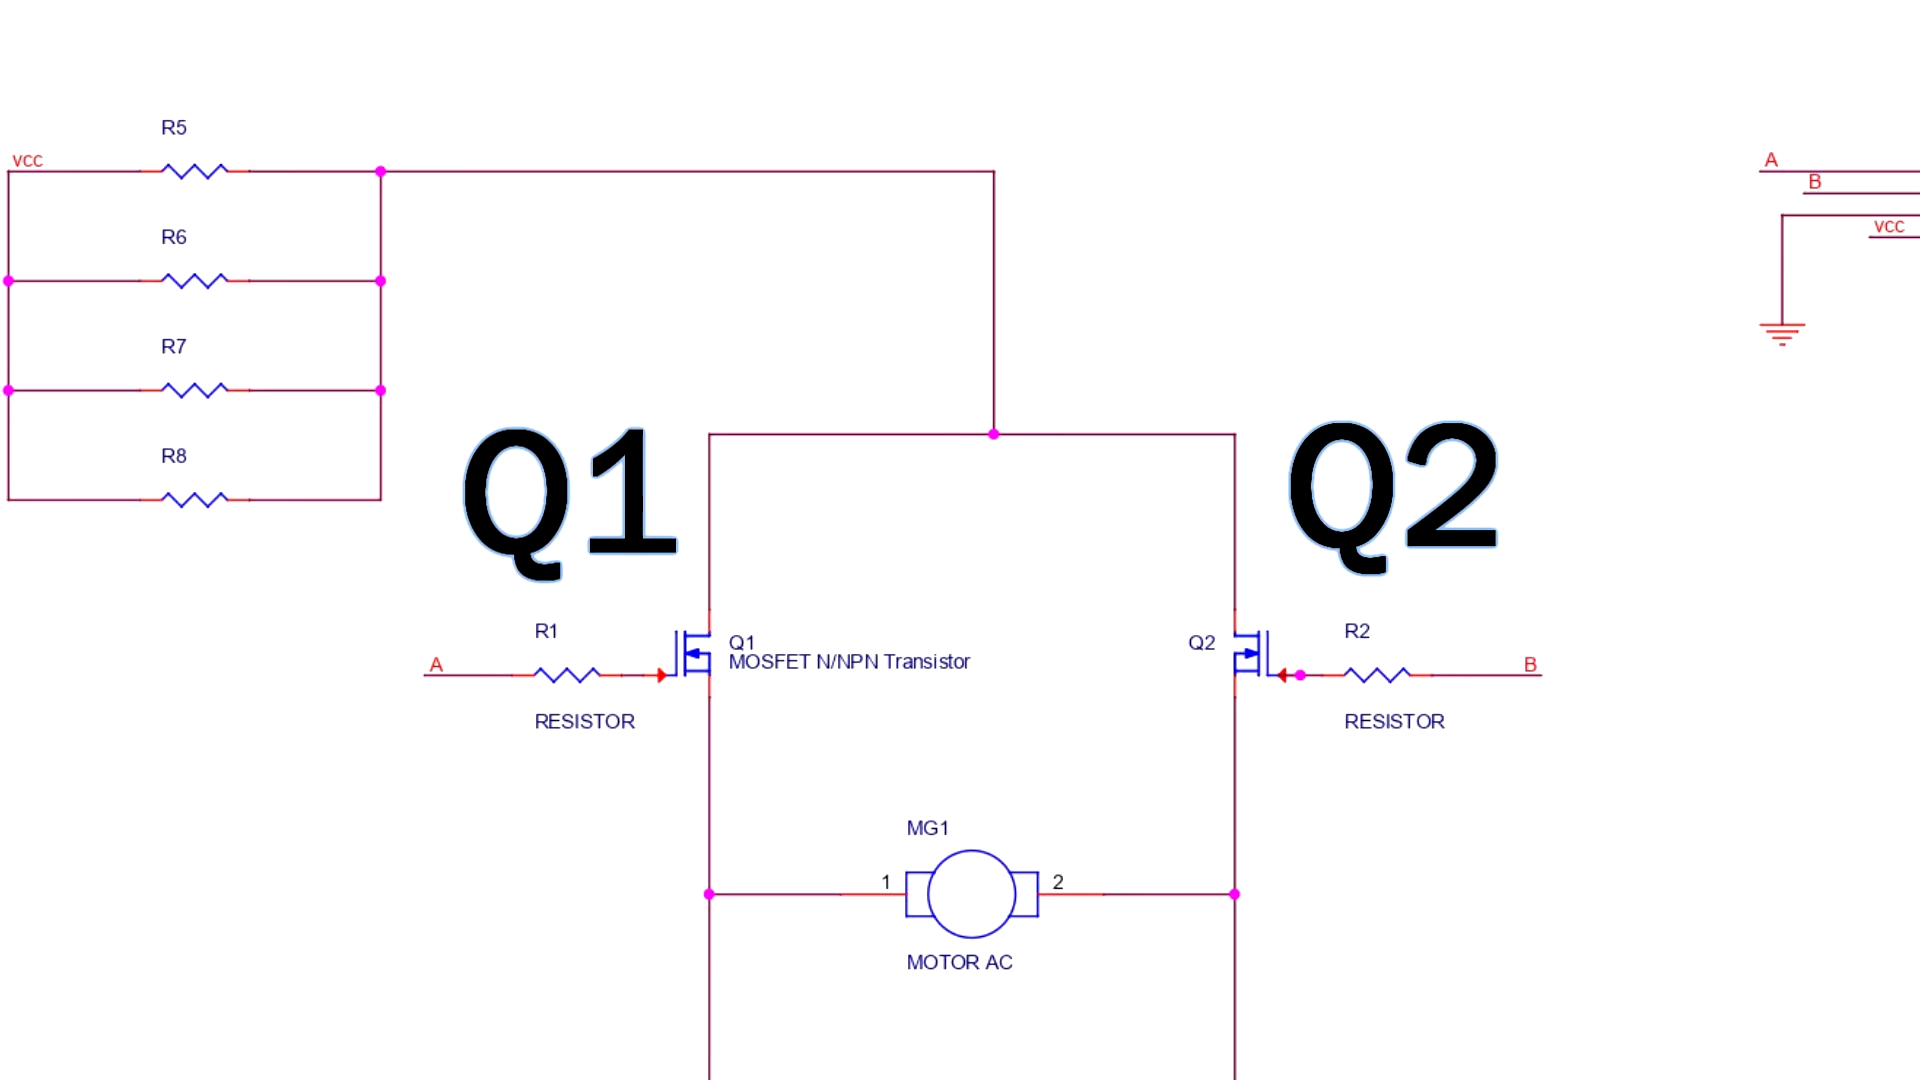 R5
VCC
A
B
R6
VCC
R7
R8
Q1
Q2
R1
Q1
MOSFET N/NPN Transistor
A
RESISTOR
Q2
R2
B
RESISTOR
MG1
1
2
MOTOR AC